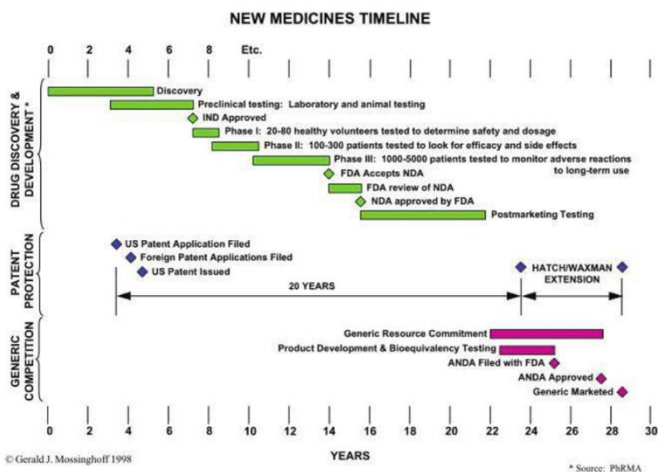 NEW MEDICINES TIMELINE
0 2 4 6 8 Etc.
DRUG DISCOVERY &
DEVELOPMENT *
Discovery
Preclinical testing: Laboratory and animal testing
IND Approved
Phase I: 20-80 healthy volunteers tested to determine safety and dosage
Phase II: 100-300 patients tested to look for efficacy and side effects
Phase III: 1000-5000 patients tested to monitor adverse reactions
to long-term use
FDA Accepts NDA
FDA review of NDA
NDA approved by FDA
Postmarketing Testing
PATENT
PROTECTION
US Patent Application Filed
Foreign Patent Applications Filed
US Patent Issued
20 YEARS
HATCH/WAXMAN
EXTENSION
GENERIC
COMPETITION
Generic Resource Commitment
Product Development & Bioequivalency Testing
ANDA Filed with FDA
ANDA Approved
Generic Marketed
0 2 4 6 8 10 12 14 16 18 20 22 24 26 28 30
YEARS
© Gerald J. Mossinghoff 1998
* Source: PhRMA